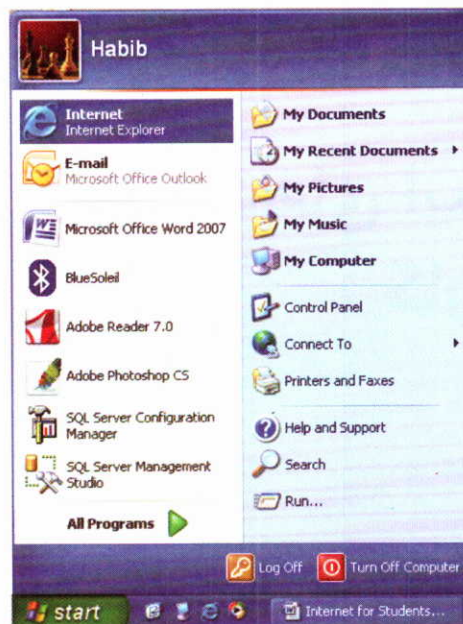 Habib
Internet
Internet Explorer
E-mail
Microsoft Office Outlook
Microsoft Office Word 2007
BlueSoleil
Adobe Reader 7.0
Adobe Photoshop CS
SQL Server Configuration
Manager
SQL Server Management
Studio
All Programs
My Documents
My Recent Documents
My Pictures
My Music
My Computer
Control Panel
Connect To
Printers and Faxes
Help and Support
Search
Run...
Log Off
Turn Off Computer
start
Internet for Students...